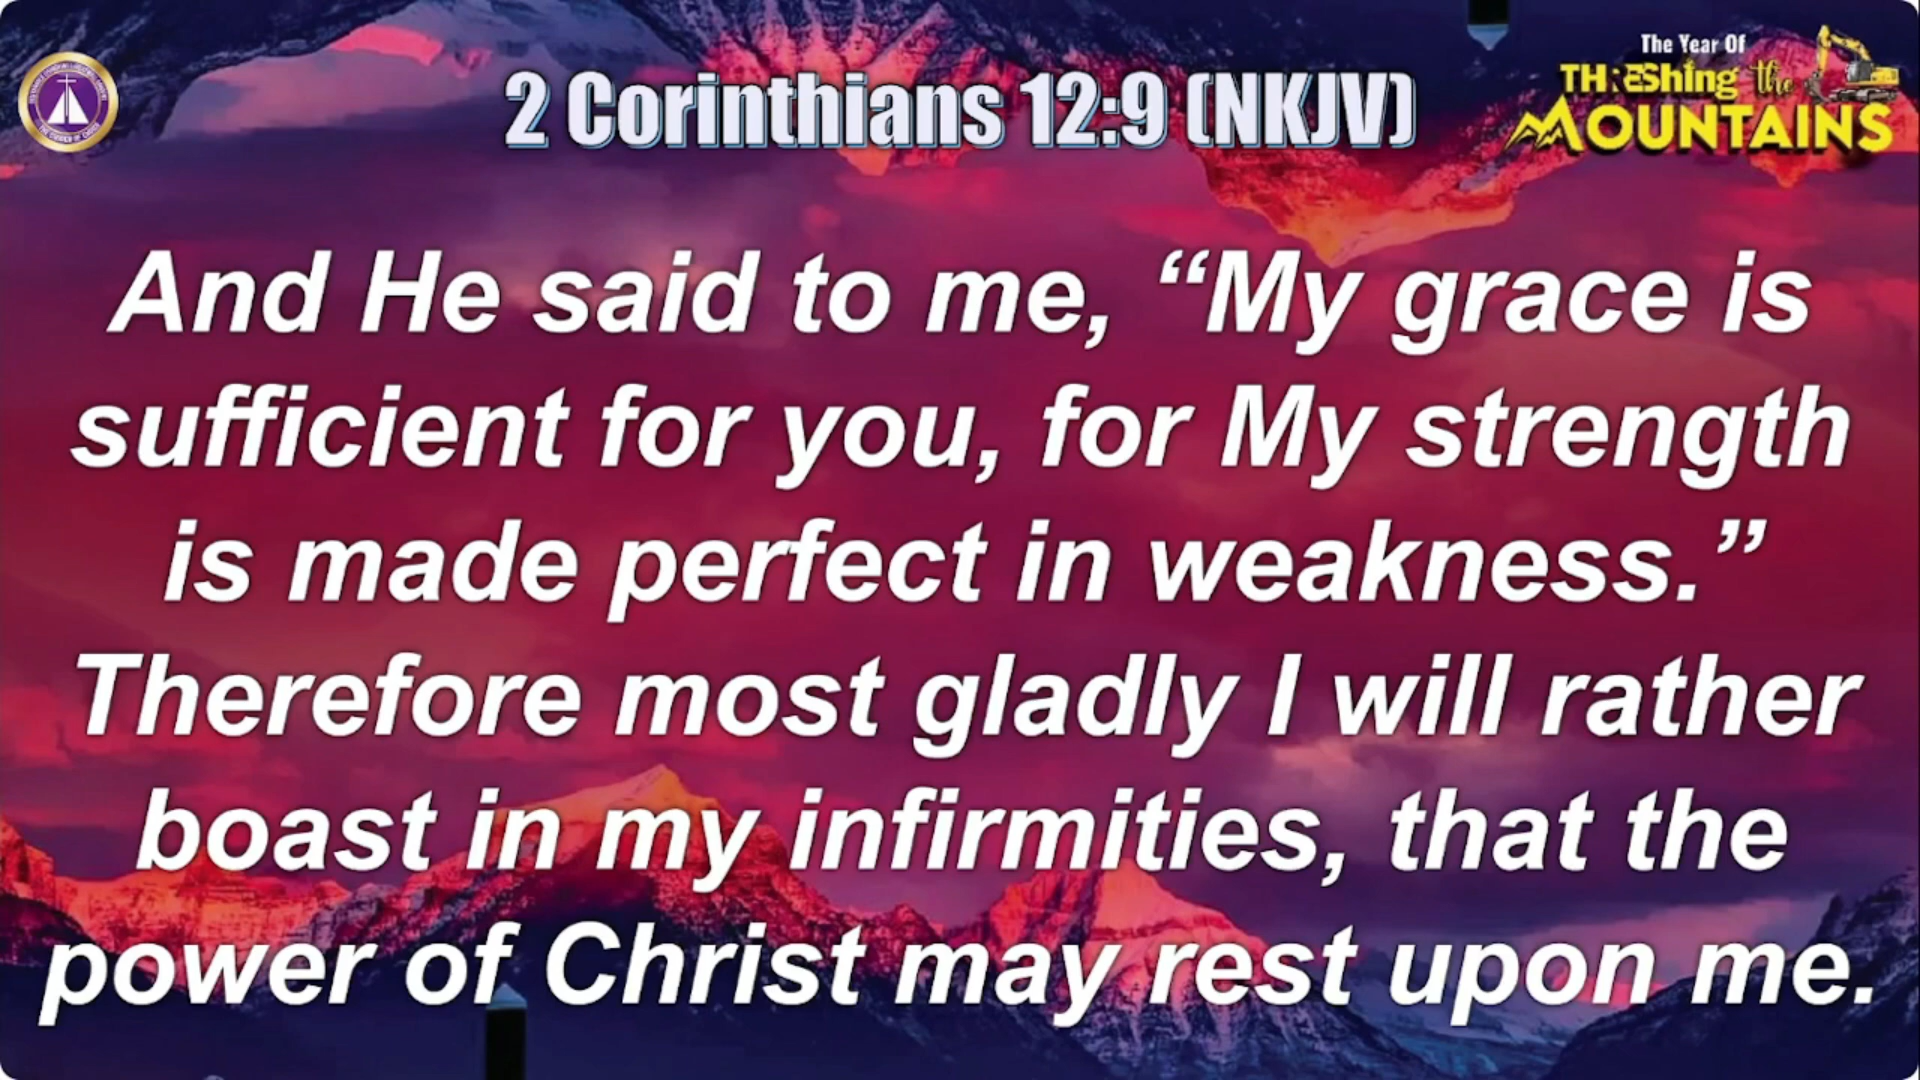 The Year Of
THRESHING the
MOUNTAINS
2 Corinthians 12:9 (NKJV)
And He said to me, “My grace is
sufficient for you, for My strength
is made perfect in weakness.”
Therefore most gladly I will rather
boast in my infirmities, that the
power of Christ may rest upon me.